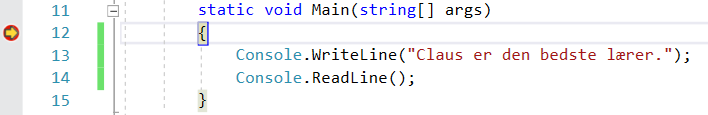 11 static void Main(string[] args)
12 {
13 Console.WriteLine("Claus er den bedste lærer.");
14 Console.ReadLine();
15 }